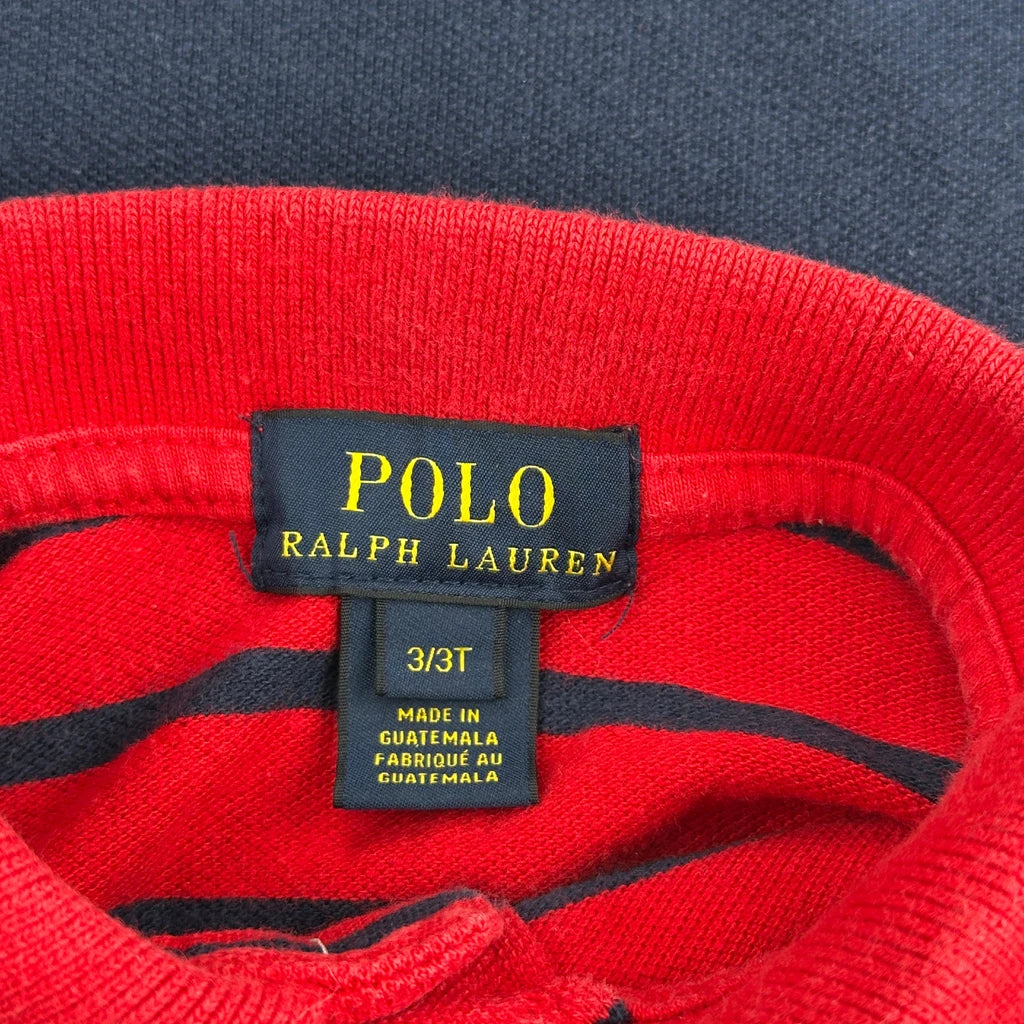 POLO
RALPH LAUREN
3/3T
MADE IN
GUATEMALA
FABRIQUÉ AU
GUATEMALA